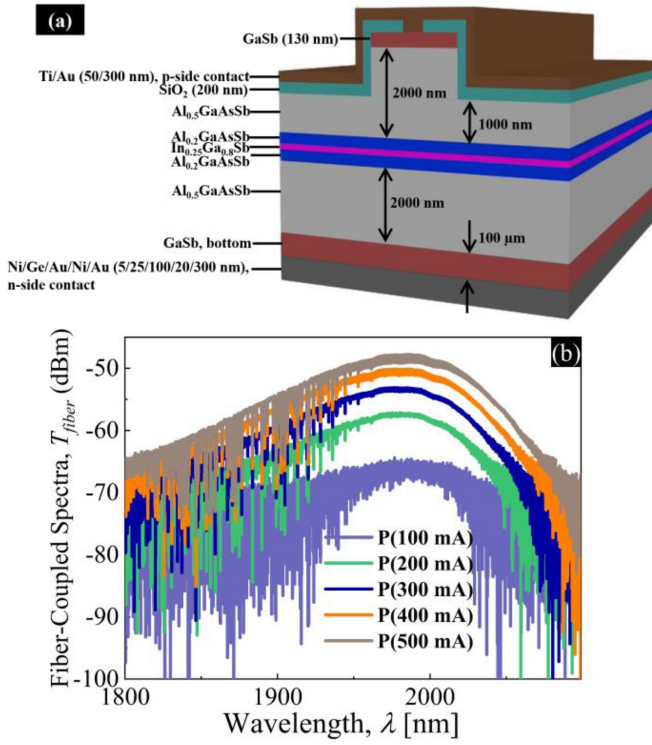 (a)
GaSb (130 nm)
Ti/Au (50/300 nm), p-side contact
SiO₂ (200 nm)
2000 nm
Al₀.₅GaAsSb
1000 nm
Al₀.₂GaAsSb
In₀.₂₅Ga₀.₈Sb
Al₀.₂GaAsSb
Al₀.₅GaAsSb
2000 nm
GaSb, bottom
100 μm
Ni/Ge/Au/Ni/Au (5/25/100/20/300 nm),
n-side contact
(b)
Fiber-Coupled Spectra, T_fiber (dBm)
-50
-60
-70
-80
-90
-100
P(100 mA)
P(200 mA)
P(300 mA)
P(400 mA)
P(500 mA)
1800 1900 2000
Wavelength, λ [nm]